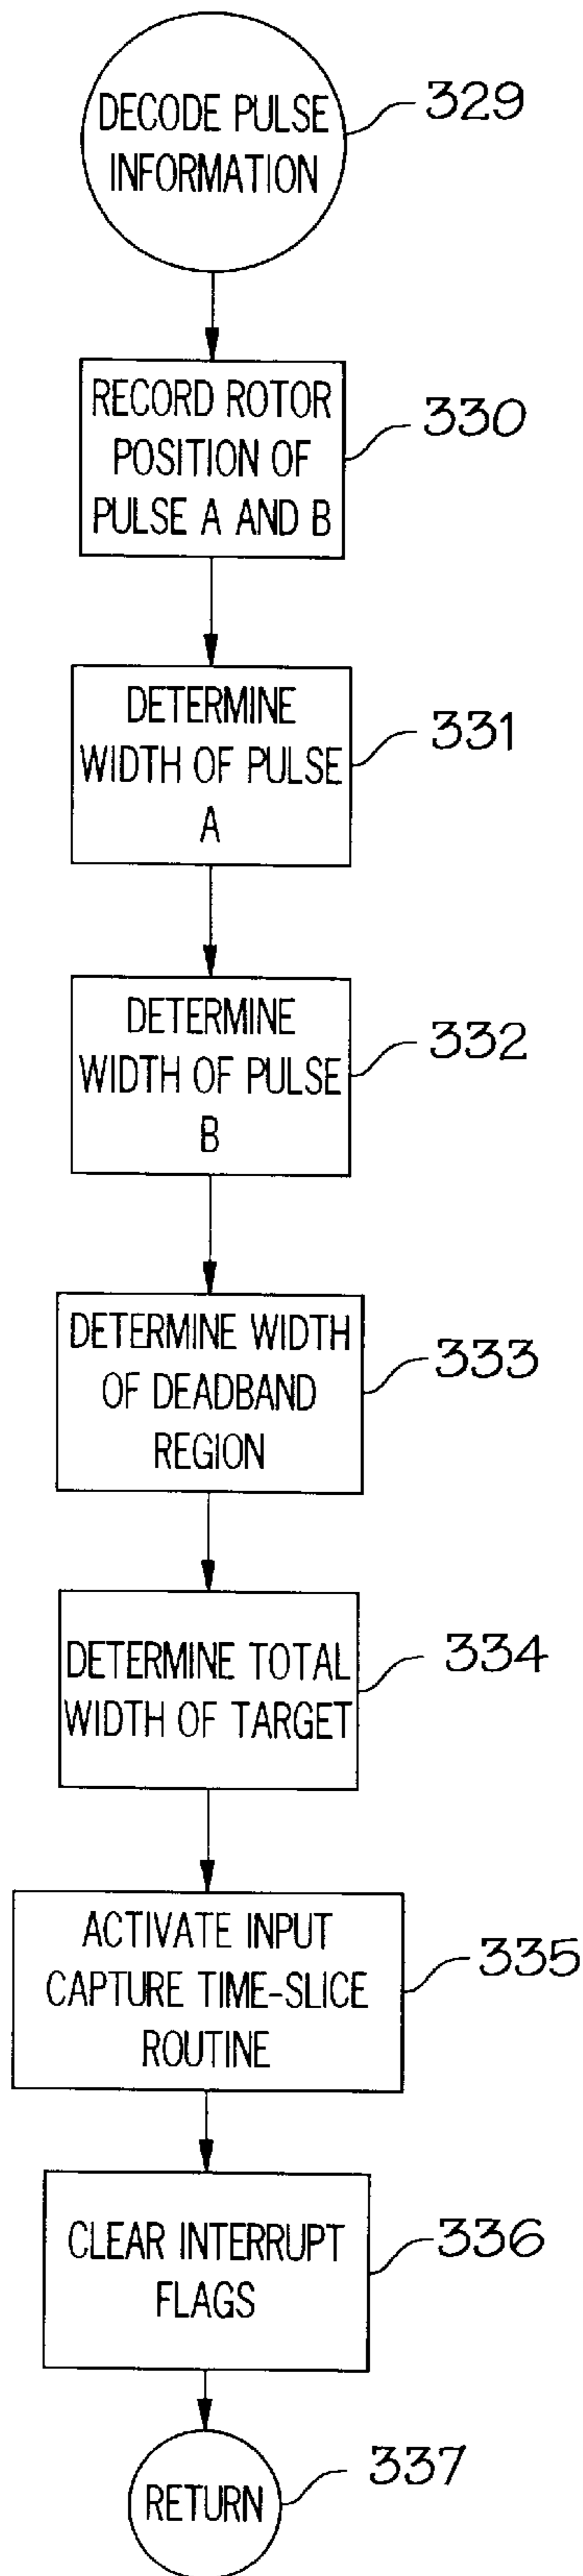 DECODE PULSE
INFORMATION
329
RECORD ROTOR
POSITION OF
PULSE A AND B
330
DETERMINE
WIDTH OF PULSE
A
331
DETERMINE
WIDTH OF PULSE
B
332
DETERMINE WIDTH
OF DEADBAND
REGION
333
DETERMINE TOTAL
WIDTH OF TARGET
334
ACTIVATE INPUT
CAPTURE TIME-SLICE
ROUTINE
335
CLEAR INTERRUPT
FLAGS
336
RETURN
337